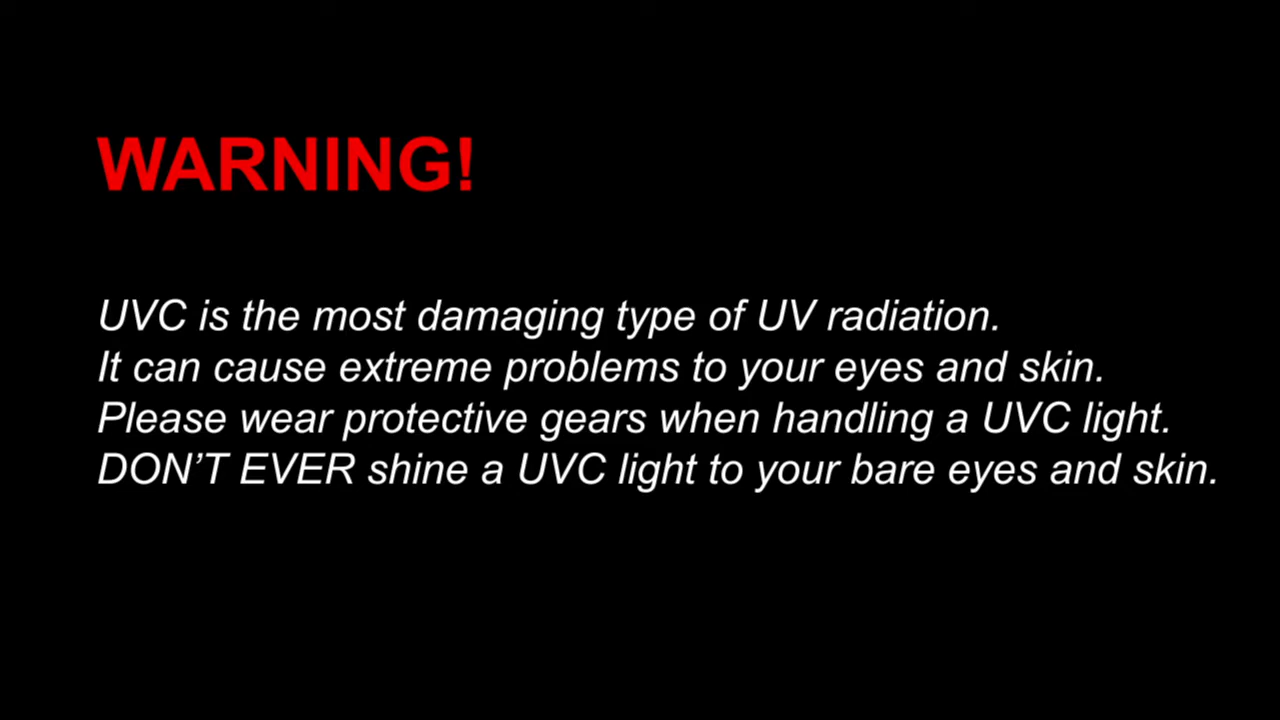 WARNING!
UVC is the most damaging type of UV radiation.
It can cause extreme problems to your eyes and skin.
Please wear protective gears when handling a UVC light.
DON’T EVER shine a UVC light to your bare eyes and skin.